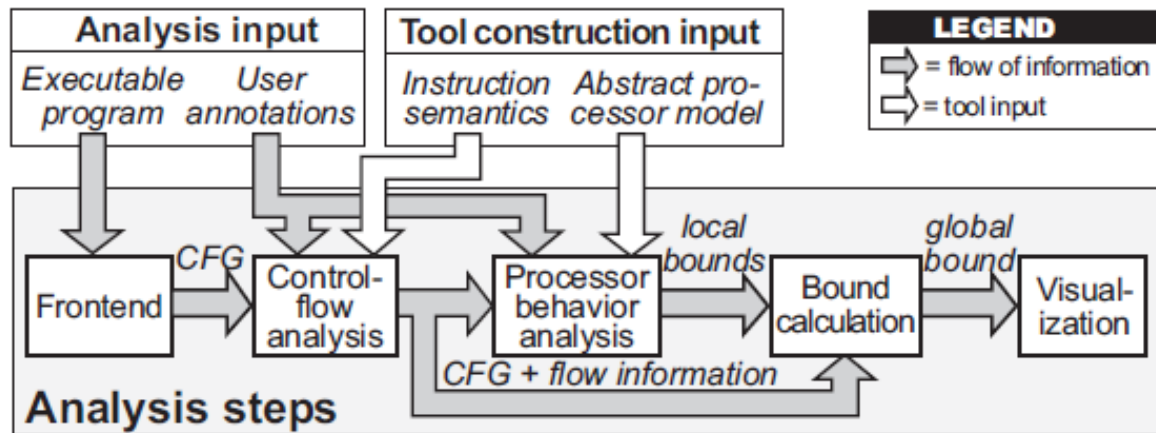 Analysis input
Executable
program
User
annotations
Tool construction input
Instruction
semantics
Abstract pro-
cessor model
LEGEND
= flow of information
= tool input
CFG
local
bounds
global
bound
Frontend
Control-
flow
analysis
Processor
behavior
analysis
Bound
calculation
Visual-
ization
CFG + flow information
Analysis steps